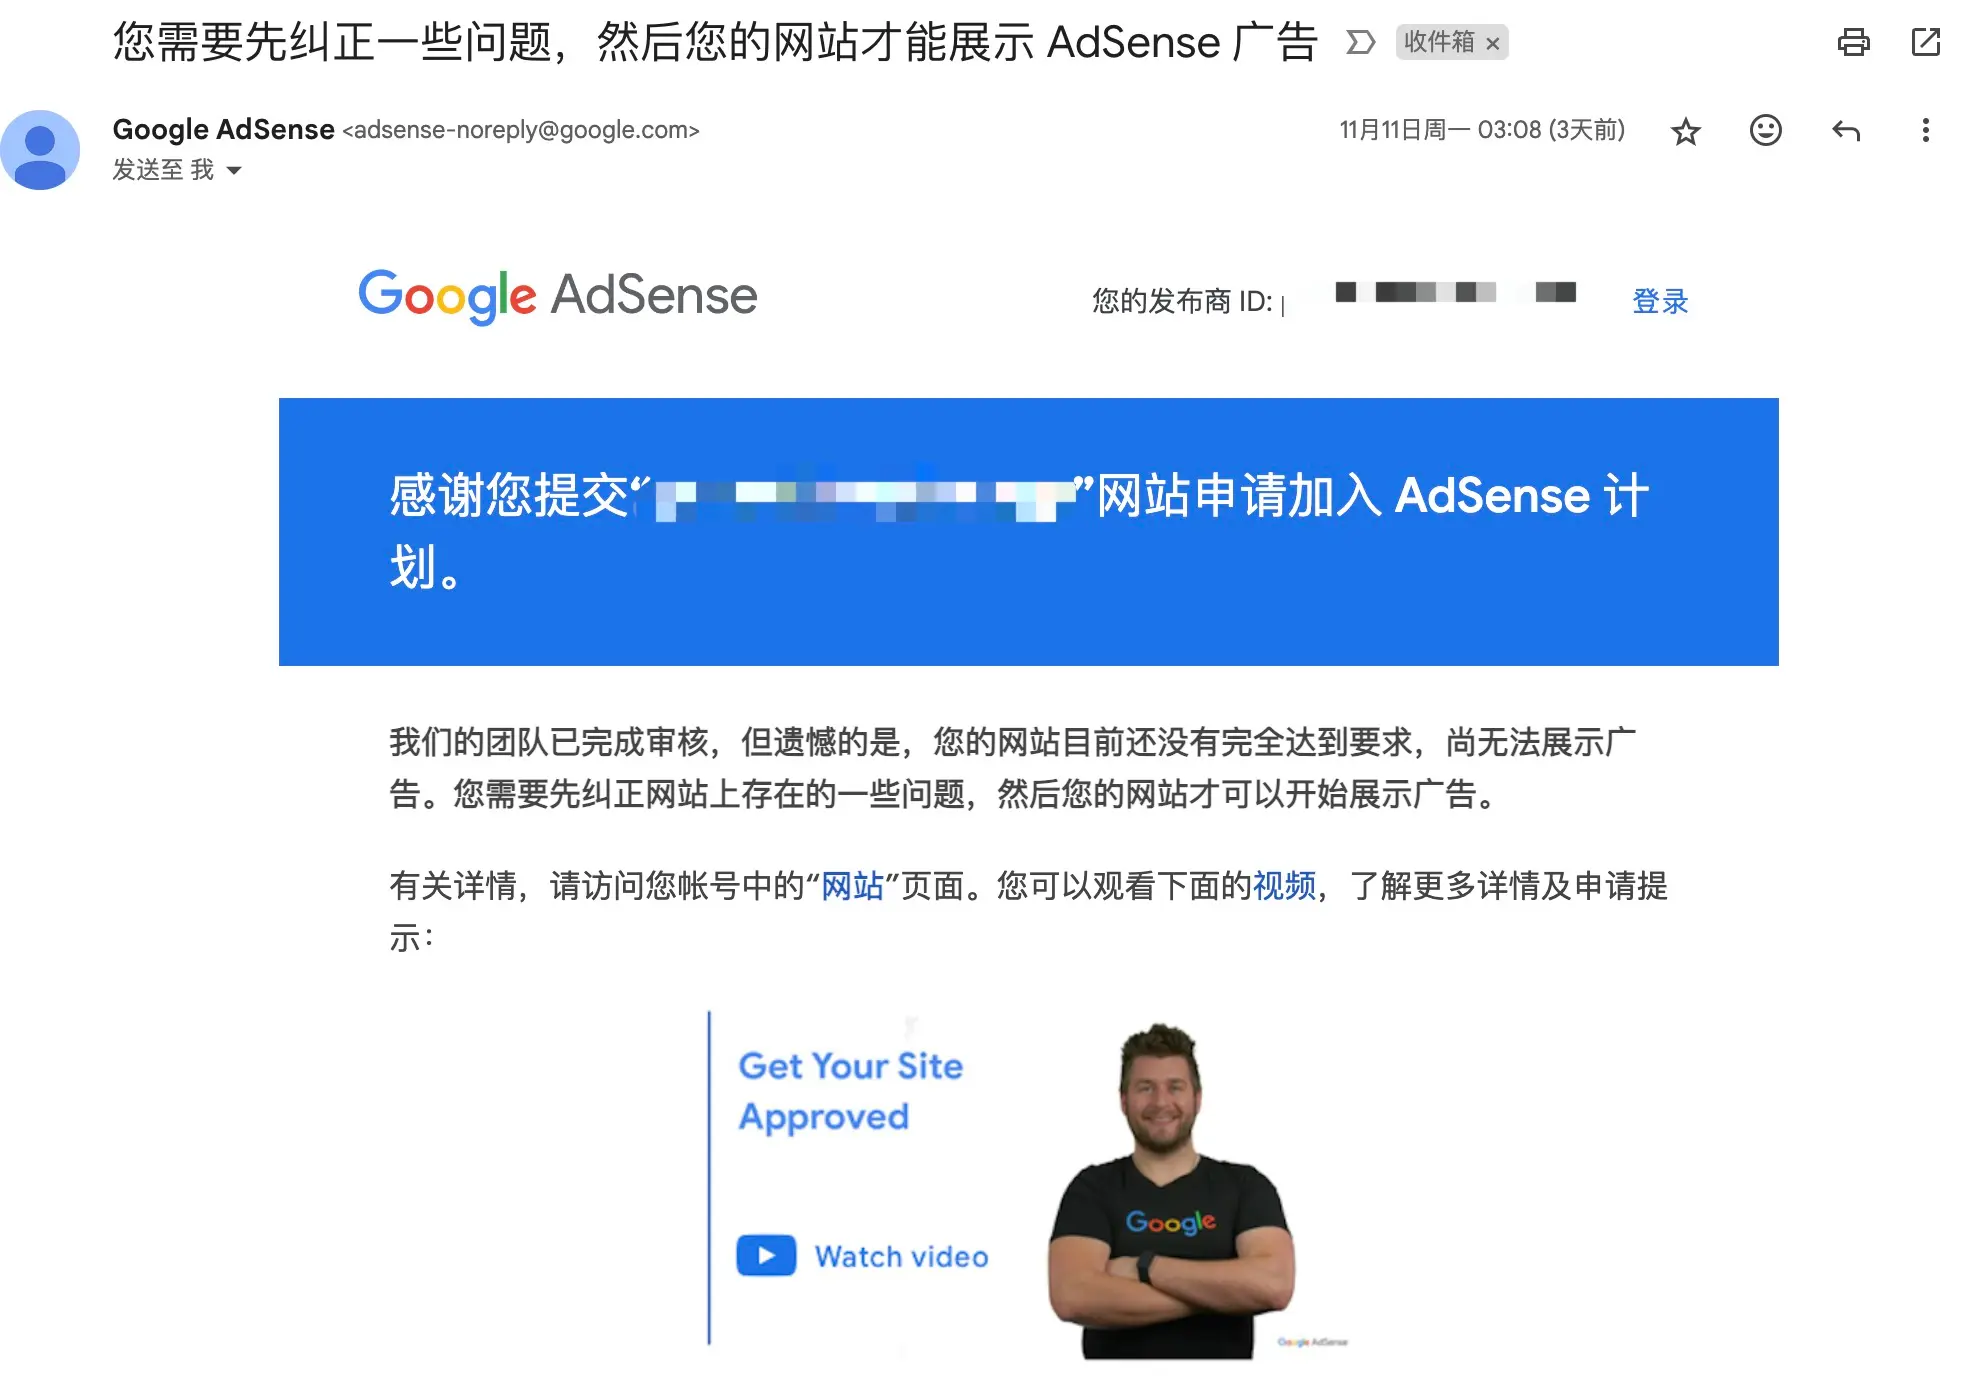 您需要先纠正一些问题，然后您的网站才能展示 AdSense 广告 收件箱 ×
Google AdSense <adsense-noreply@google.com> 11月11日周一 03:08 (3天前)
发送至 我
Google AdSense 您的发布商 ID: 登录
感谢您提交“ ”网站申请加入 AdSense 计
划。
我们的团队已完成审核，但遗憾的是，您的网站目前还没有完全达到要求，尚无法展示广
告。您需要先纠正网站上存在的一些问题，然后您的网站才可以开始展示广告。
有关详情，请访问您帐号中的“网站”页面。您可以观看下面的视频，了解更多详情及申请提
示：
Get Your Site
Approved
Google
Watch video
Google AdSense